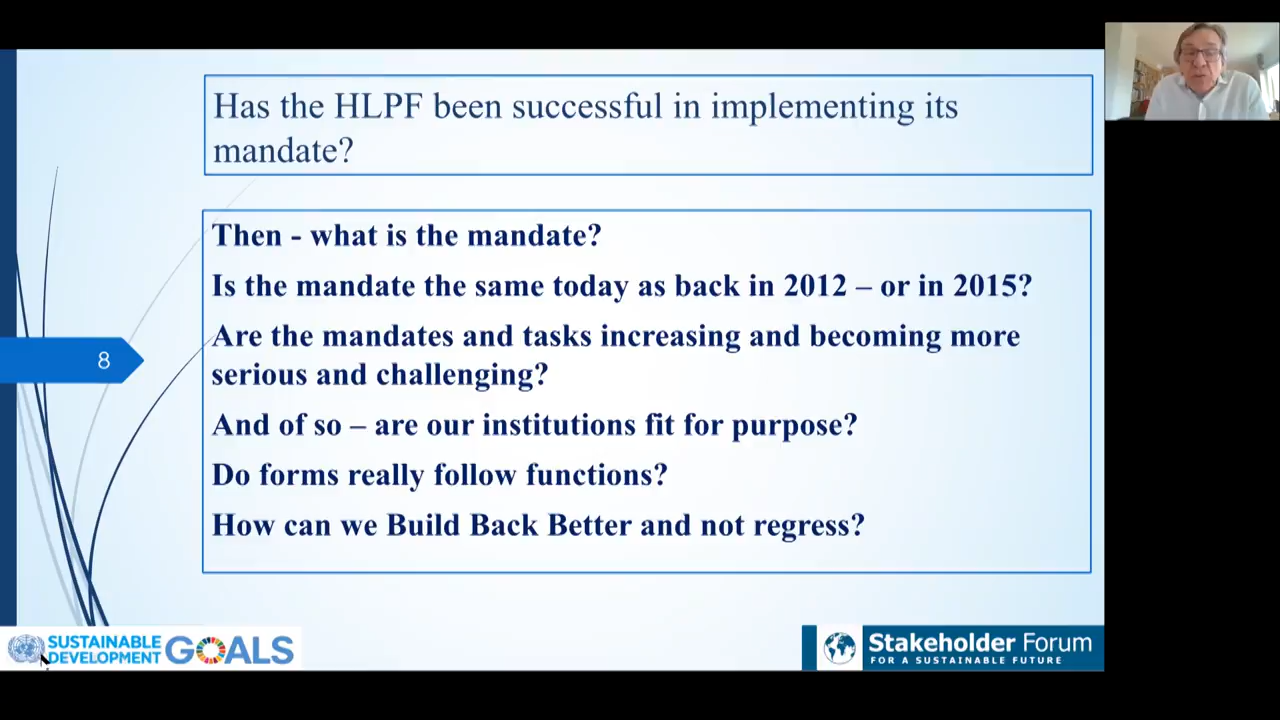 Has the HLPF been successful in implementing its
mandate?
Then - what is the mandate?
Is the mandate the same today as back in 2012 – or in 2015?
Are the mandates and tasks increasing and becoming more
serious and challenging?
And of so – are our institutions fit for purpose?
Do forms really follow functions?
How can we Build Back Better and not regress?
8
SUSTAINABLE
DEVELOPMENT
GOALS
Stakeholder Forum
FOR A SUSTAINABLE FUTURE